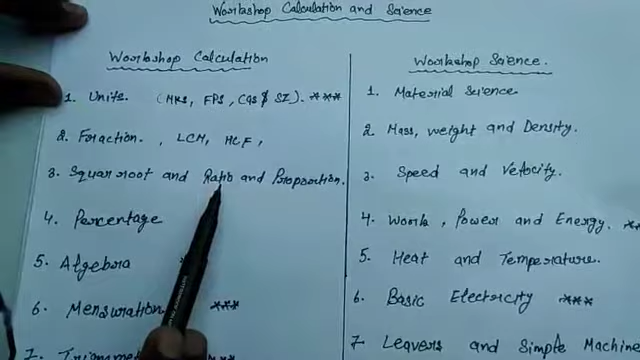 Workshop Calculation and Science
Workshop Calculation
1. Units. (MKS, FPS, CGS & SI). ***
2. Fraction., LCM, HCF,
3. Squar root and Ratio and Proportion.
4. Percentage
5. Algebra
6. Mensuration ***
7.
Workshop Science.
1. Material Science
2. Mass, weight and Density.
3. Speed and Velocity.
4. Work, Power and Energy. **
5. Heat and Temperature.
6. Basic Electricity ***
7. Leavers and Simple Machine